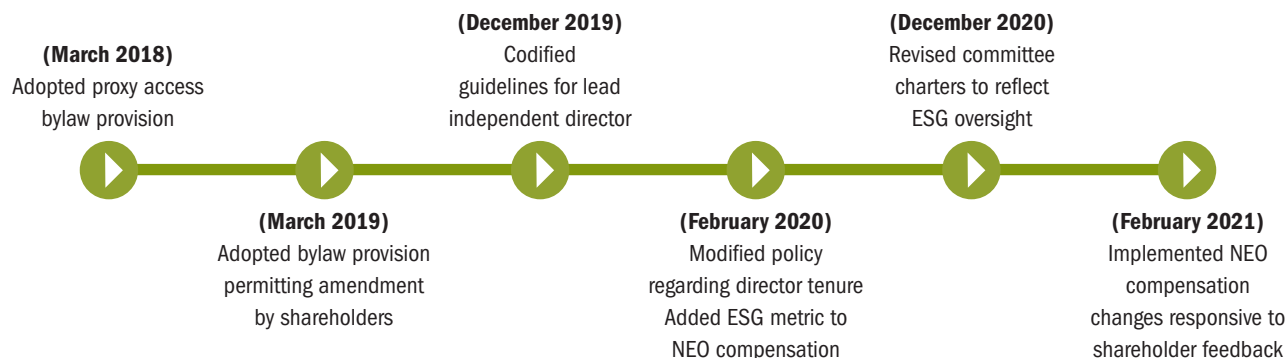 (March 2018)
Adopted proxy access
bylaw provision
(March 2019)
Adopted bylaw provision
permitting amendment
by shareholders
(December 2019)
Codified
guidelines for lead
independent director
(February 2020)
Modified policy
regarding director tenure
Added ESG metric to
NEO compensation
(December 2020)
Revised committee
charters to reflect
ESG oversight
(February 2021)
Implemented NEO
compensation
changes responsive to
shareholder feedback